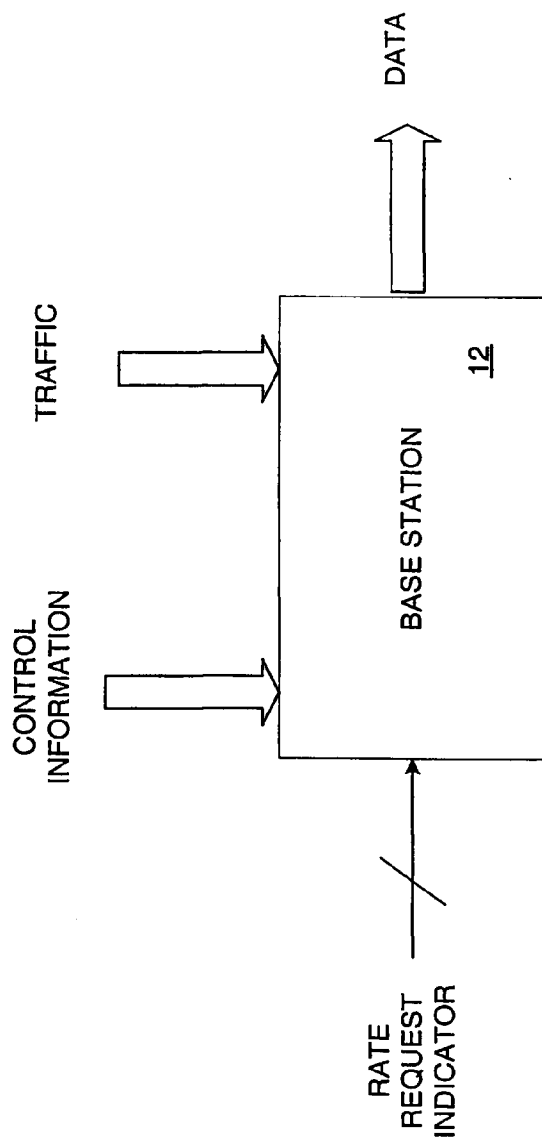 CONTROL
INFORMATION
TRAFFIC
RATE
REQUEST
INDICATOR
BASE STATION
12
DATA